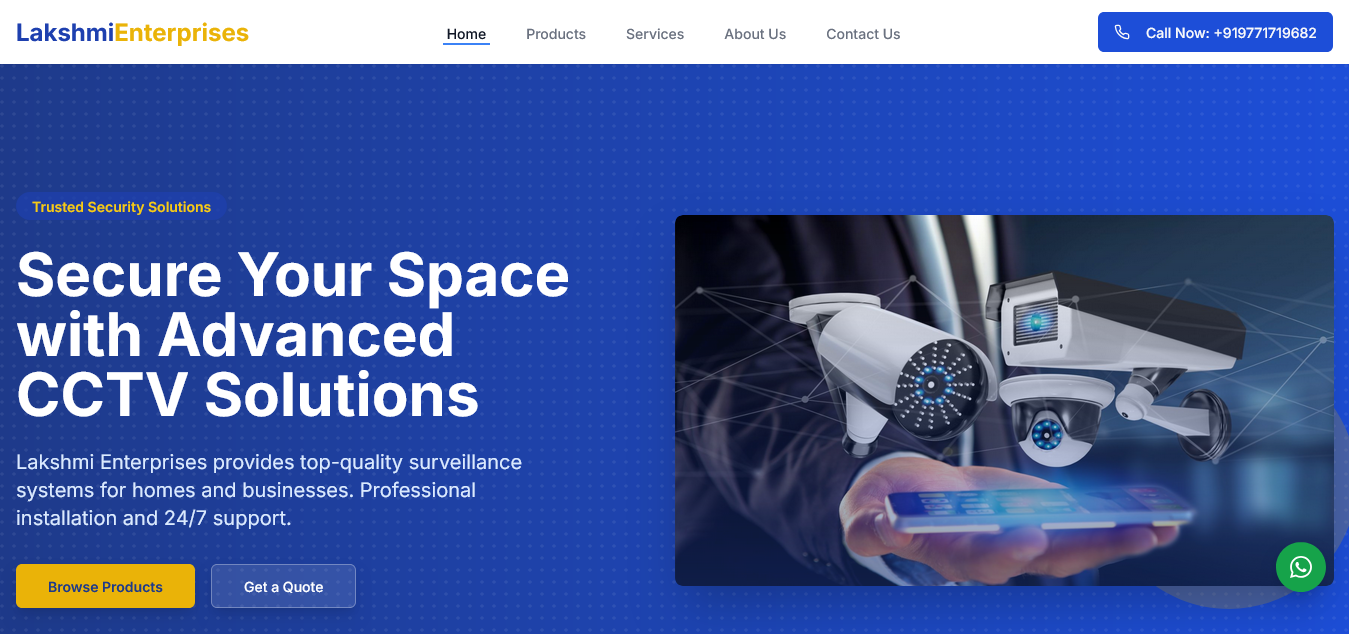 LakshmiEnterprises
Home
Products
Services
About Us
Contact Us
Call Now: +919771719682
Trusted Security Solutions
Secure Your Space
with Advanced
CCTV Solutions
Lakshmi Enterprises provides top-quality surveillance
systems for homes and businesses. Professional
installation and 24/7 support.
Browse Products
Get a Quote